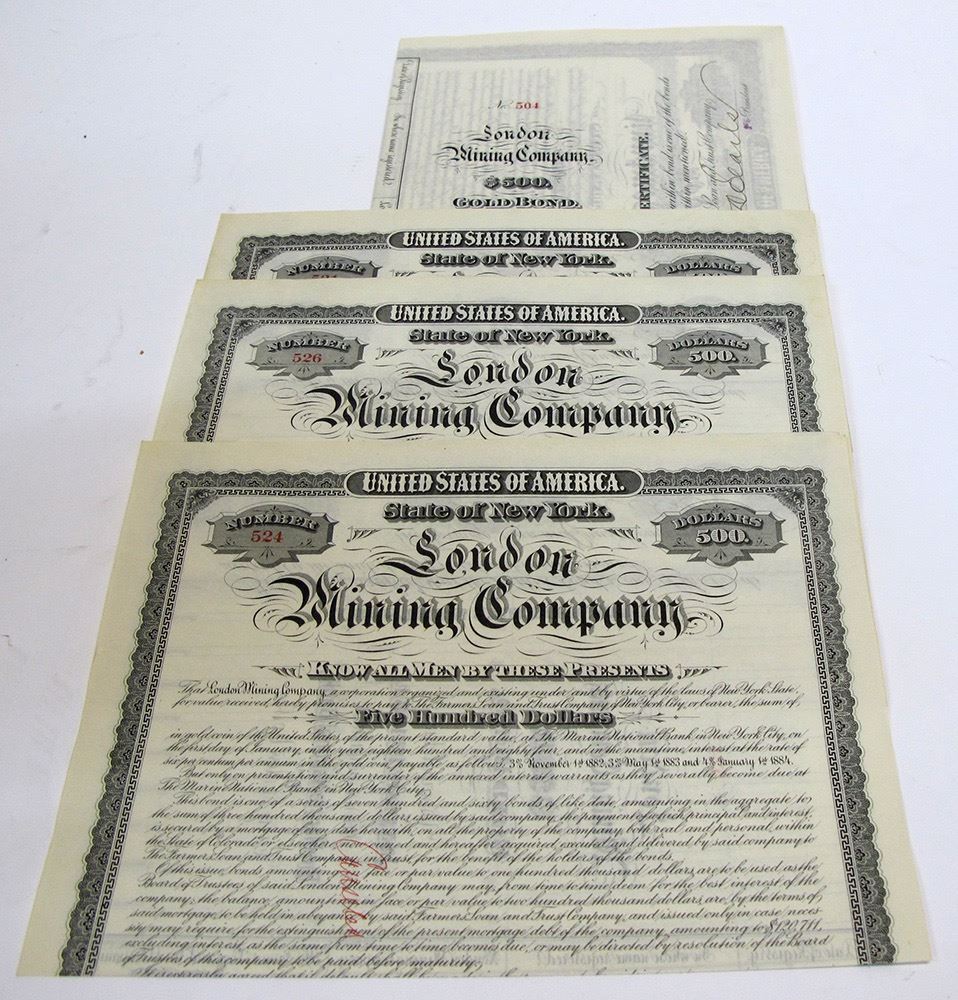 No. 504
London
Mining Company.
$500.
GOLD BOND.
ERTIFICATE.
within bond is one of the bonds
within mentioned.
Loan and Trust Company
President
UNITED STATES OF AMERICA.
State of New York.
NUMBER
DOLLARS
UNITED STATES OF AMERICA.
State of New York.
NUMBER
526
DOLLARS
500.
London
Mining Company.
UNITED STATES OF AMERICA.
State of New York.
NUMBER
524
DOLLARS
500.
London
Mining Company.
KNOW ALL MEN BY THESE PRESENTS
That London Mining Company, a corporation organized and existing under and by virtue of the laws of New York State,
for value received, hereby promises to pay to The Farmers Loan and Trust Company of New York City, or bearer, the sum of
Five Hundred Dollars
in gold coin of the United States, of the present standard value, at The Marine National Bank in New York City, on
the first day of January, in the year eighteen hundred and eighty four, and in the meantime, interest at the rate of
six per centum per annum in like gold coin, payable as follows, 3% November 1st 1882, 3% May 1st 1883 and 4% January 1st 1884.
But only on presentation and surrender of the annexed interest warrants as they severally become due at
The Marine National Bank in New York City.
This bond is one of a series of seven hundred and sixty bonds of like date, amounting in the aggregate to
the sum of three hundred thousand dollars issued by said company, the payment of which, principal and interest,
is secured by a mortgage of even date herewith, on all the property of the company, both real and personal, within
the State of Colorado or elsewhere, now and hereafter acquired, executed and delivered by said company to
The Farmers Loan and Trust Company trust for the benefit of the holders of the bonds.
Of this issue, bonds amounting or par value to one hundred thousand dollars, are to be used as the
Board of Trustees of said London Mining Company may, from time to time deem for the best interest of the
company, the balance, amounting in face or par value to two hundred thousand dollars are, by the terms of
said mortgage to be held in abeyance by said Farmers Loan and Trust Company, and issued only in case neces-
sity may require for the extinguishment of the present mortgage debt of the company, amounting to $120,711,
excluding interest, as the same from time to time becomes due, or may be directed by resolution of the Board
of Trustees of this company to be paid before maturity.